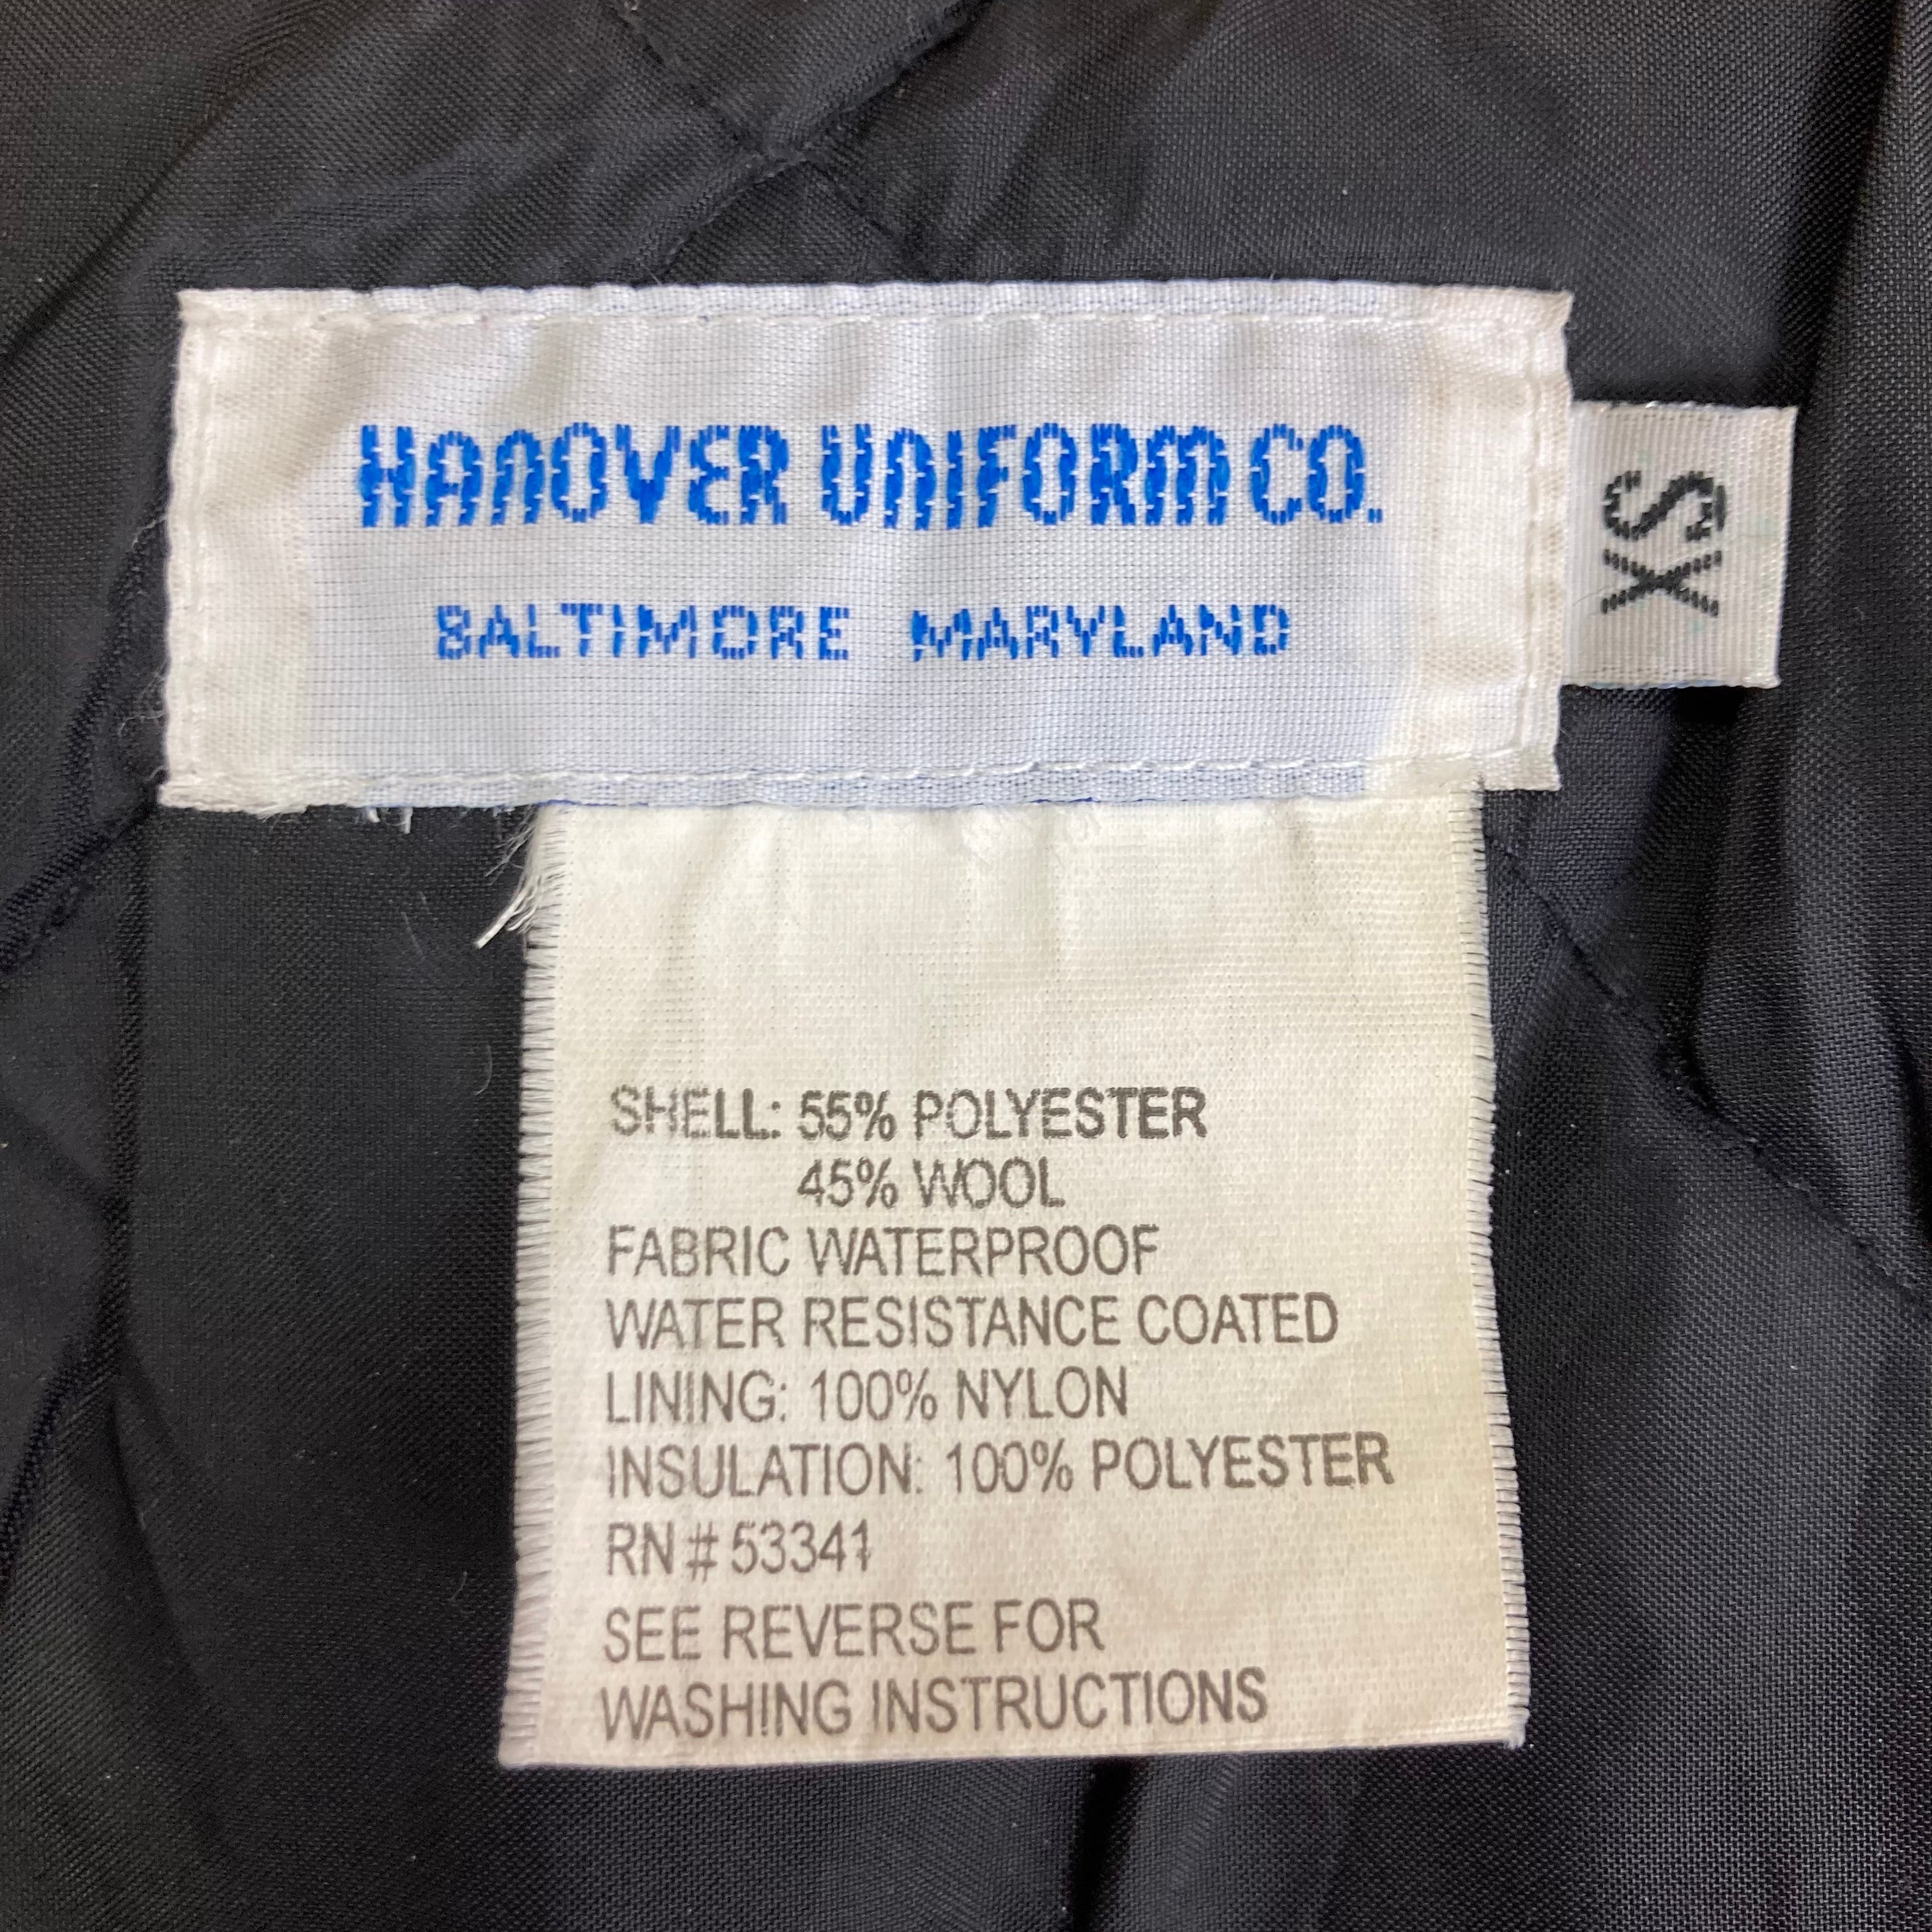 HANOVER UNIFORM CO.
BALTIMORE MARYLAND
XS
SHELL: 55% POLYESTER
45% WOOL
FABRIC WATERPROOF
WATER RESISTANCE COATED
LINING: 100% NYLON
INSULATION: 100% POLYESTER
RN # 53341
SEE REVERSE FOR
WASHING INSTRUCTIONS